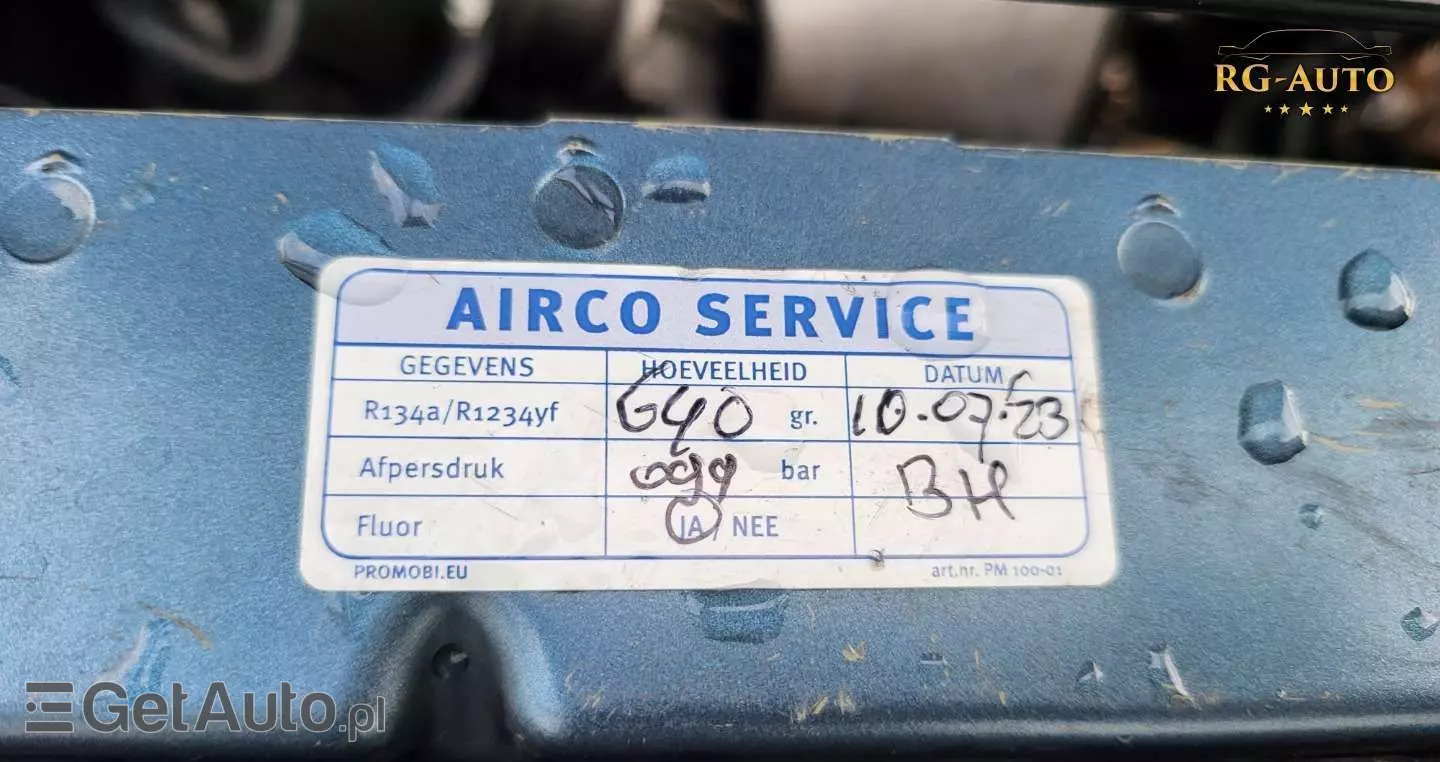 RG-AUTO
AIRCO SERVICE
GEGEVENS HOEVEELHEID DATUM
R134a/R1234yf 640 gr. 10-07-23
Afpersdruk bar BH
Fluor JA / NEE
PROMOBI.EU art.nr. PM 100-01
GetAuto.pl